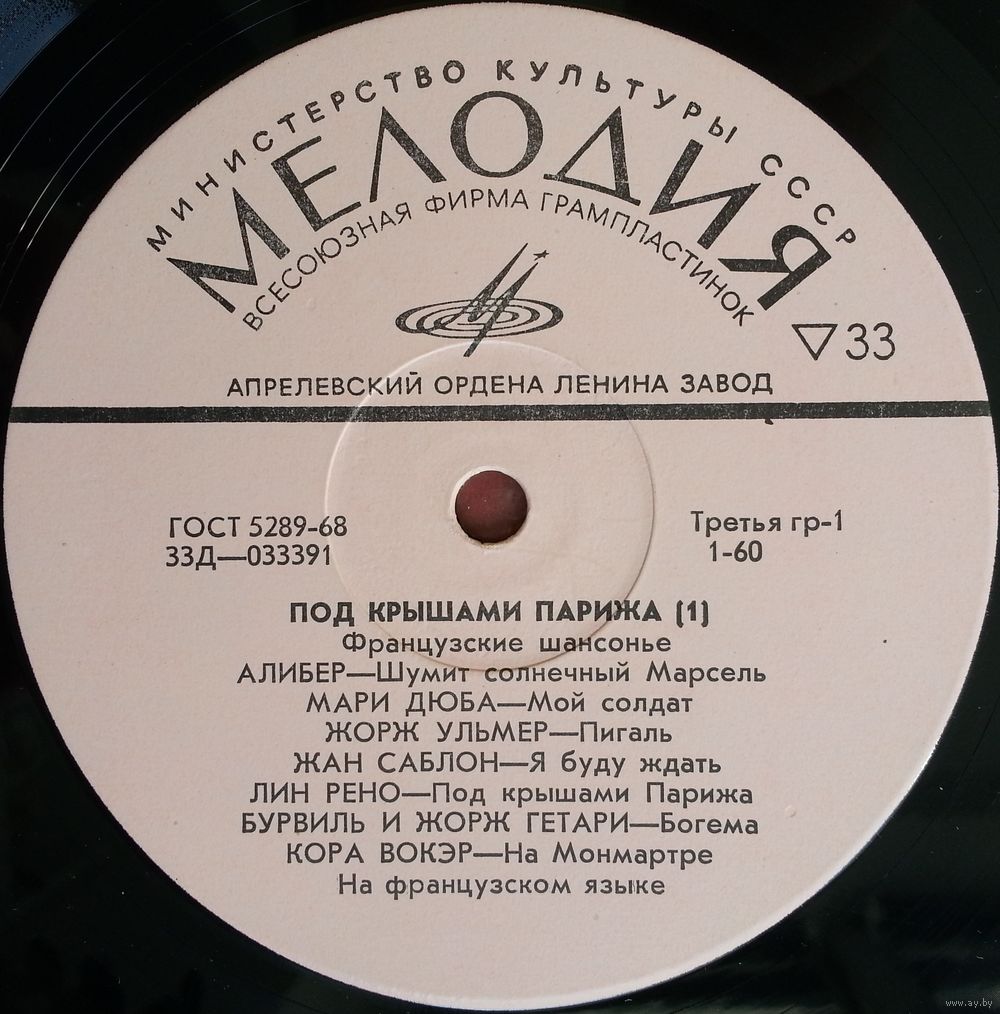 МИНИСТЕРСТВО КУЛЬТУРЫ СССР
МЕЛОДИЯ
ВСЕСОЮЗНАЯ ФИРМА ГРАМПЛАСТИНОК
33
АПРЕЛЕВСКИЙ ОРДЕНА ЛЕНИНА ЗАВОД
ГОСТ 5289-68
33Д—033391
Третья гр-1
1-60
ПОД КРЫШАМИ ПАРИЖА (1)
Французские шансонье
АЛИБЕР—Шумит солнечный Марсель
МАРИ ДЮБА—Мой солдат
ЖОРЖ УЛЬМЕР—Пигаль
ЖАН САБЛОН—Я буду ждать
ЛИН РЕНО—Под крышами Парижа
БУРВИЛЬ И ЖОРЖ ГЕТАРИ—Богема
КОРА ВОКЭР—На Монмартре
На французском языке
www.ay.by